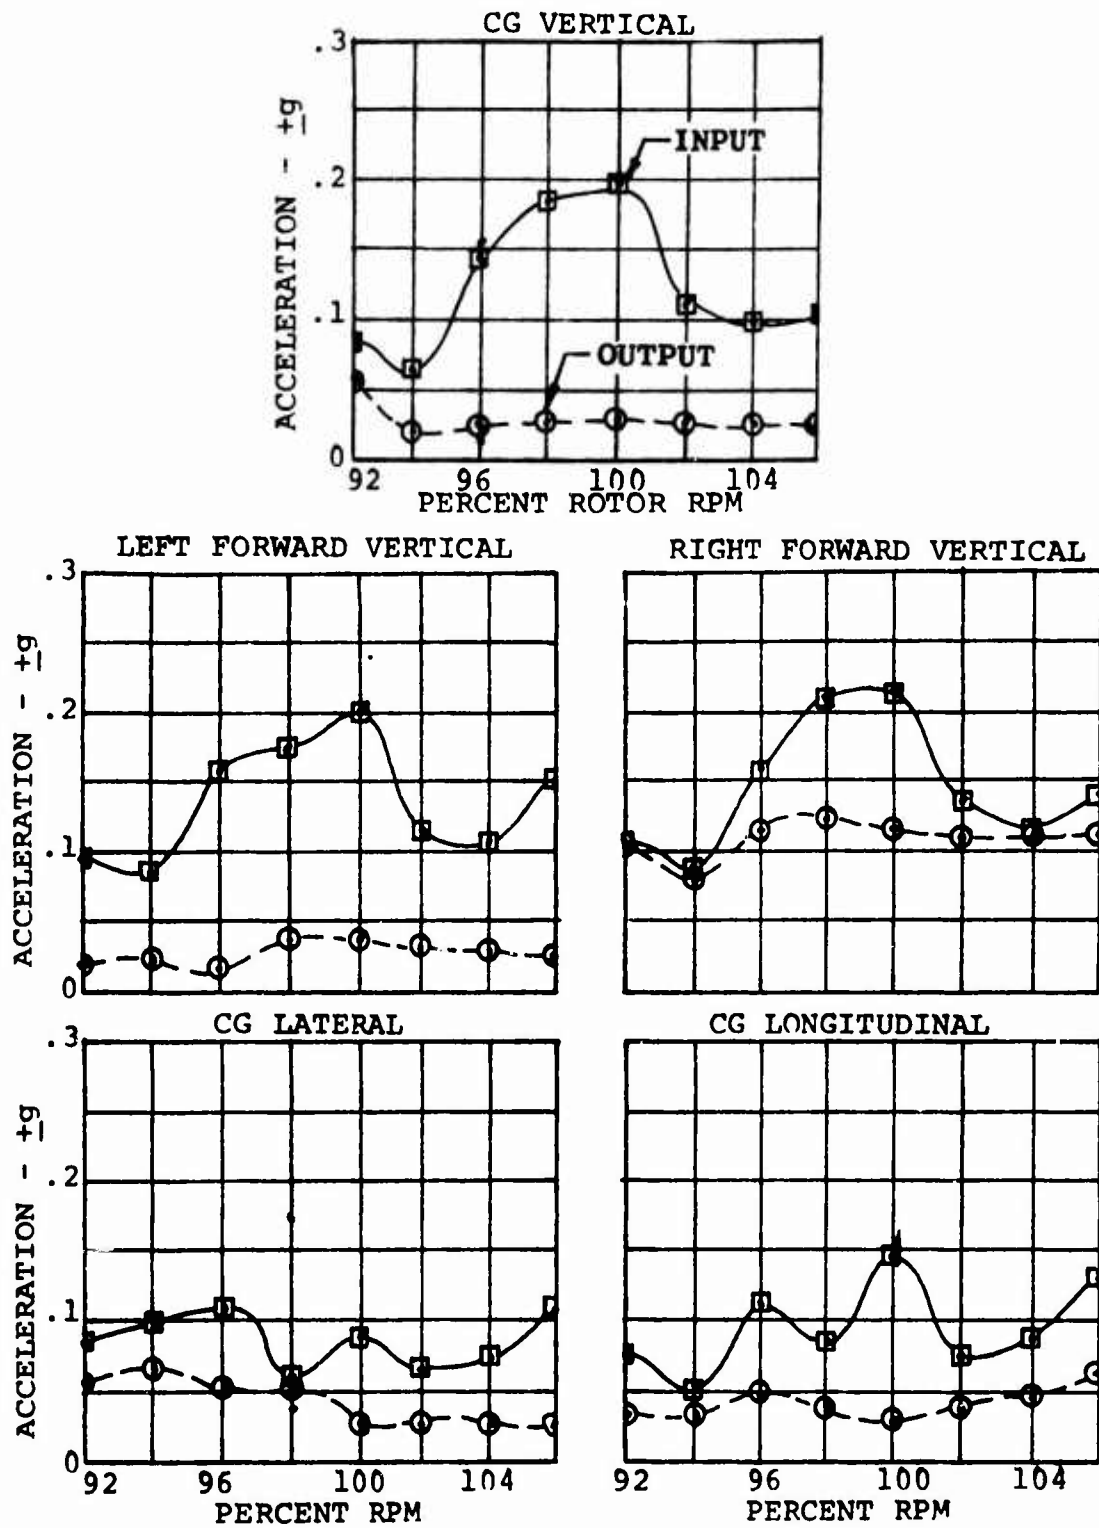 CG VERTICAL
.3
.2
.1
0
ACCELERATION - ±g
INPUT
OUTPUT
92 96 100 104
PERCENT ROTOR RPM
LEFT FORWARD VERTICAL
.3
.2
.1
0
ACCELERATION - ±g
RIGHT FORWARD VERTICAL
CG LATERAL
.3
.2
.1
0
ACCELERATION - ±g
92 96 100 104
PERCENT RPM
CG LONGITUDINAL
92 96 100 104
PERCENT RPM